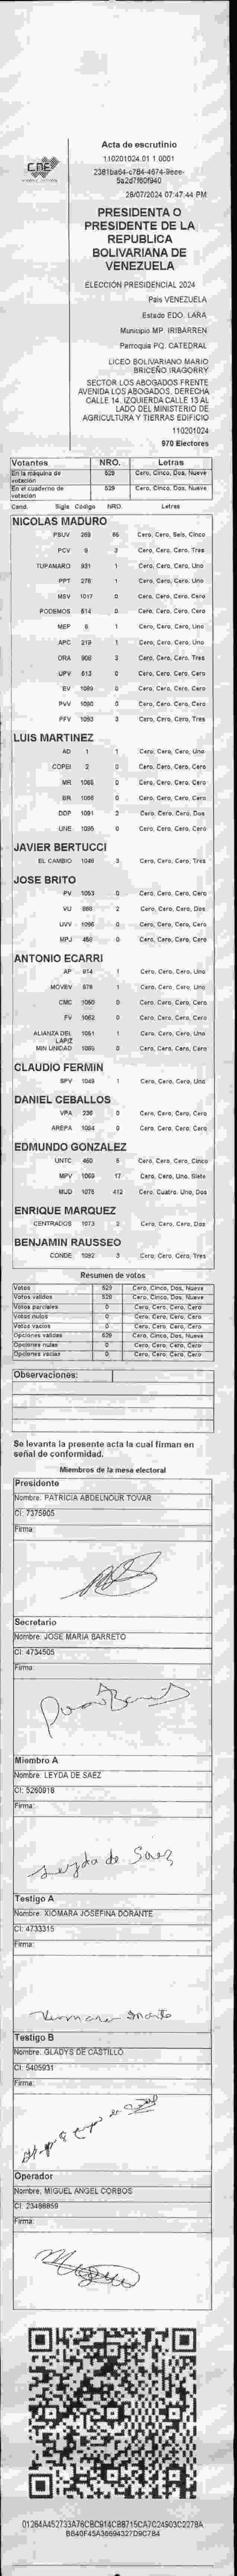 CNE
Acta de escrutinio
110201024.01.1.0001
28/07/2024 07:47:44 PM
PRESIDENTA O
PRESIDENTE DE LA
REPUBLICA
BOLIVARIANA DE
VENEZUELA
ELECCIÓN PRESIDENCIAL 2024
País VENEZUELA
Estado EDO. LARA
Municipio MP. IRIBARREN
Parroquia PQ. CATEDRAL
LICEO BOLIVARIANO MARIO
BRICEÑO IRAGORRY
SECTOR LOS ABOGADOS FRENTE
AVENIDA LOS ABOGADOS. DERECHA
CALLE 14. IZQUIERDA CALLE 13 AL
LADO DEL MINISTERIO DE
AGRICULTURA Y TIERRAS EDIFICIO
110201024
970 Electores
Votantes NRO. Letras
En la máquina de votación 529 Cero, Cinco, Dos, Nueve
En el cuaderno de votación 529 Cero, Cinco, Dos, Nueve
Cand. Sigla Código NRO. Letras
NICOLAS MADURO
PSUV 269 65 Cero, Cero, Seis, Cinco
PCV 9 3 Cero, Cero, Cero, Tres
TUPAMARO 931 1 Cero, Cero, Cero, Uno
PPT 276 1 Cero, Cero, Cero, Uno
MSV 1017 0 Cero, Cero, Cero, Cero
PODEMOS 514 0 Cero, Cero, Cero, Cero
MEP 6 1 Cero, Cero, Cero, Uno
APC 219 1 Cero, Cero, Cero, Uno
ORA 906 3 Cero, Cero, Cero, Tres
UPV 613 0 Cero, Cero, Cero, Cero
EV 1089 0 Cero, Cero, Cero, Cero
PVV 1090 0 Cero, Cero, Cero, Cero
PFV 1093 3 Cero, Cero, Cero, Tres
LUIS MARTINEZ
AD 1 1 Cero, Cero, Cero, Uno
COPEI 2 0 Cero, Cero, Cero, Cero
MR 1065 0 Cero, Cero, Cero, Cero
BR 1066 0 Cero, Cero, Cero, Cero
DDP 1091 2 Cero, Cero, Cero, Dos
UNE 1095 0 Cero, Cero, Cero, Cero
JAVIER BERTUCCI
EL CAMBIO 1046 3 Cero, Cero, Cero, Tres
JOSE BRITO
PV 1053 0 Cero, Cero, Cero, Cero
VU 868 2 Cero, Cero, Cero, Dos
UVV 1096 0 Cero, Cero, Cero, Cero
MPJ 458 0 Cero, Cero, Cero, Cero
ANTONIO ECARRI
AP 914 1 Cero, Cero, Cero, Uno
MOVEV 878 1 Cero, Cero, Cero, Uno
CMC 1050 0 Cero, Cero, Cero, Cero
FV 1062 0 Cero, Cero, Cero, Cero
ALIANZA DEL LAPIZ 1051 1 Cero, Cero, Cero, Uno
MIN UNIDAD 1069 0 Cero, Cero, Cero, Cero
CLAUDIO FERMIN
SPV 1049 1 Cero, Cero, Cero, Uno
DANIEL CEBALLOS
VPA 236 0 Cero, Cero, Cero, Cero
AREPA 1094 0 Cero, Cero, Cero, Cero
EDMUNDO GONZALEZ
UNTC 460 5 Cero, Cero, Cero, Cinco
MPV 1069 17 Cero, Cero, Uno, Siete
MUD 1076 412 Cero, Cuatro, Uno, Dos
ENRIQUE MARQUEZ
CENTRADOS 1073 2 Cero, Cero, Cero, Dos
BENJAMIN RAUSSEO
CONDE 1092 3 Cero, Cero, Cero, Tres
Resumen de votos
Votos 529 Cero, Cinco, Dos, Nueve
Votos válidos 529 Cero, Cinco, Dos, Nueve
Votos parciales 0 Cero, Cero, Cero, Cero
Votos nulos 0 Cero, Cero, Cero, Cero
Votos vacíos 0 Cero, Cero, Cero, Cero
Opciones válidas 529 Cero, Cinco, Dos, Nueve
Opciones nulas 0 Cero, Cero, Cero, Cero
Opciones vacías 0 Cero, Cero, Cero, Cero
Observaciones:
Se levanta la presente acta la cual firman en
señal de conformidad.
Miembros de la mesa electoral
Presidente
Nombre: PATRICIA ABDELNOUR TOVAR
CI: 7375905
Firma:
Secretario
Nombre: JOSE MARIA BARRETO
CI: 4734505
Firma:
Miembro A
Nombre: LEYDA DE SAEZ
CI: 5260918
Firma:
Leyda de Saez
Testigo A
Nombre: XIOMARA JOSEFINA DORANTE
CI: 4733315
Firma:
Testigo B
Nombre: GLADYS DE CASTILLO
CI: 5405931
Firma:
Operador
Nombre: MIGUEL ANGEL CORBOS
CI: 23488859
Firma: